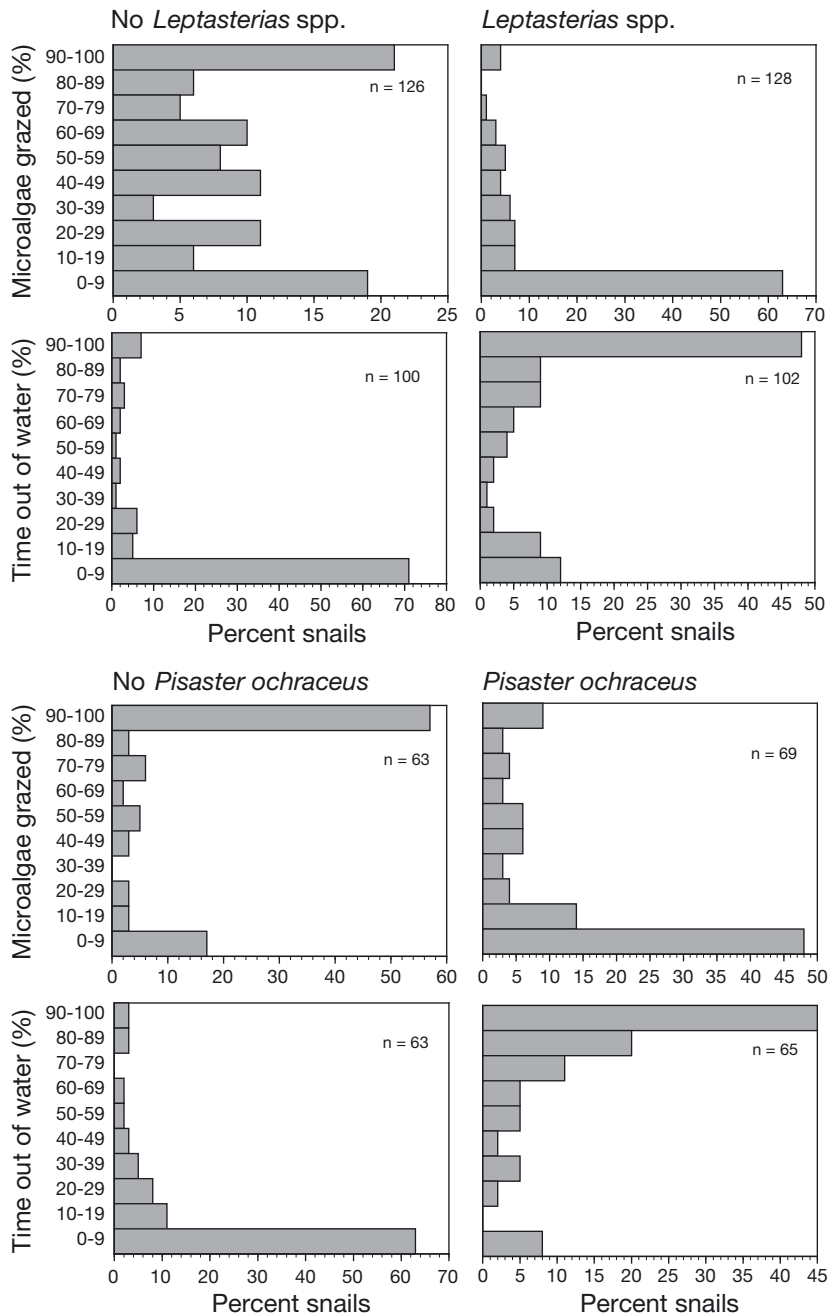 No Leptasterias spp.
Leptasterias spp.
Microalgae grazed (%)
90-100
80-89
70-79
60-69
50-59
40-49
30-39
20-29
10-19
0-9
n = 126
n = 128
0 5 10 15 20 25
0 10 20 30 40 50 60 70
Time out of water (%)
90-100
80-89
70-79
60-69
50-59
40-49
30-39
20-29
10-19
0-9
n = 100
n = 102
0 10 20 30 40 50 60 70 80
0 5 10 15 20 25 30 35 40 45 50
Percent snails
Percent snails
No Pisaster ochraceus
Pisaster ochraceus
Microalgae grazed (%)
90-100
80-89
70-79
60-69
50-59
40-49
30-39
20-29
10-19
0-9
n = 63
n = 69
0 10 20 30 40 50 60
0 5 10 15 20 25 30 35 40 45 50
Time out of water (%)
90-100
80-89
70-79
60-69
50-59
40-49
30-39
20-29
10-19
0-9
n = 63
n = 65
0 10 20 30 40 50 60 70
0 5 10 15 20 25 30 35 40 45
Percent snails
Percent snails